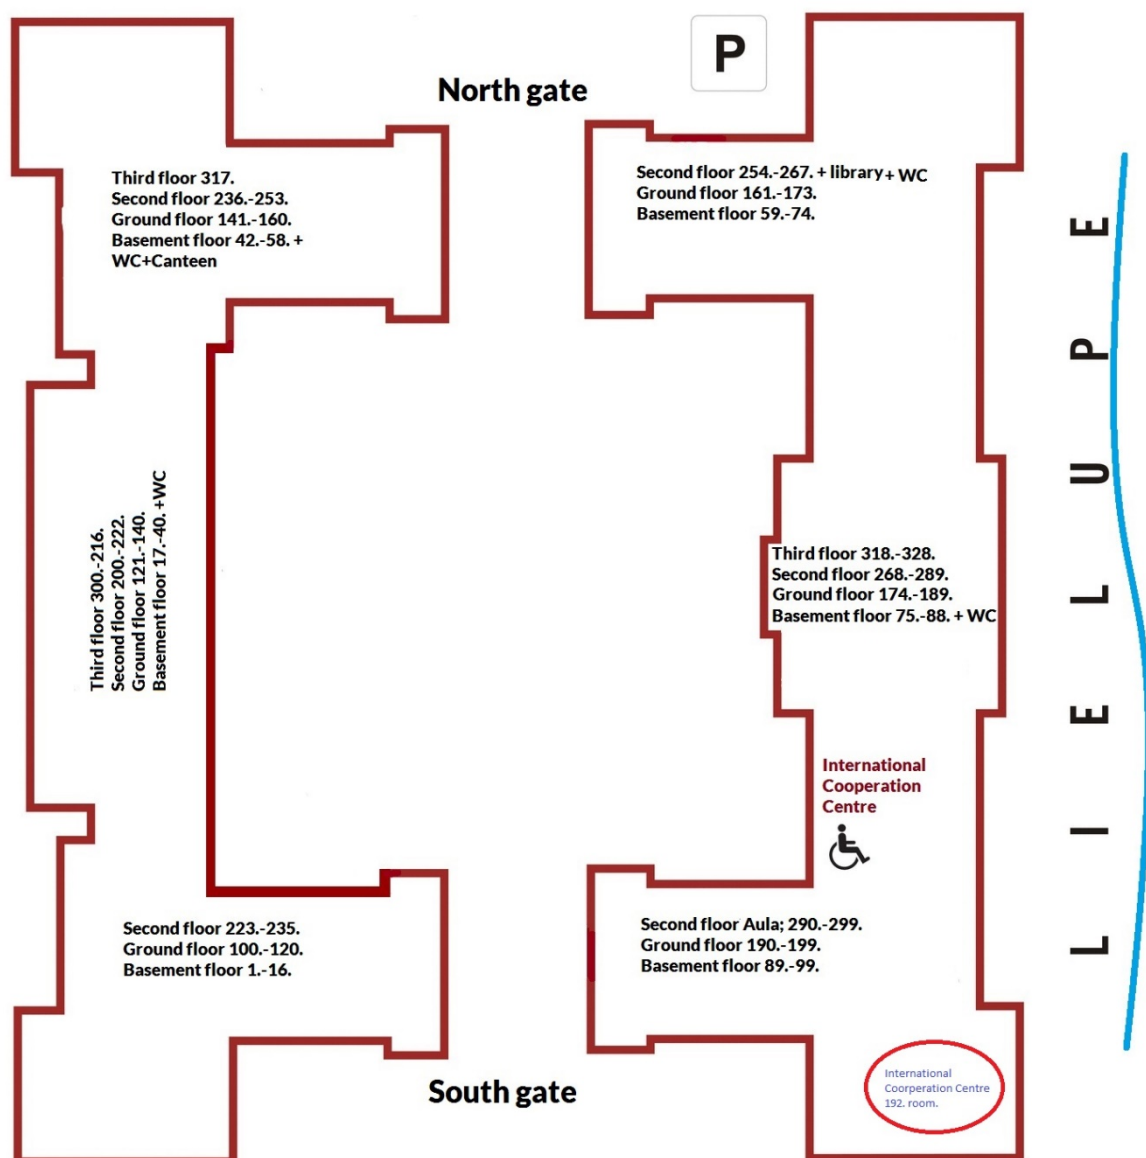 P
North gate
Third floor 317.
Second floor 236.-253.
Ground floor 141.-160.
Basement floor 42.-58. +
WC+Canteen
Second floor 254.-267. + library + WC
Ground floor 161.-173.
Basement floor 59.-74.
Third floor 300.-216.
Second floor 200.-222.
Ground floor 121.-140.
Basement floor 17.-40. +WC
Third floor 318.-328.
Second floor 268.-289.
Ground floor 174.-189.
Basement floor 75.-88. + WC
LIELUPE
International
Cooperation
Centre
Second floor 223.-235.
Ground floor 100.-120.
Basement floor 1.-16.
Second floor Aula; 290.-299.
Ground floor 190.-199.
Basement floor 89.-99.
South gate
International
Coorperation Centre
192. room.